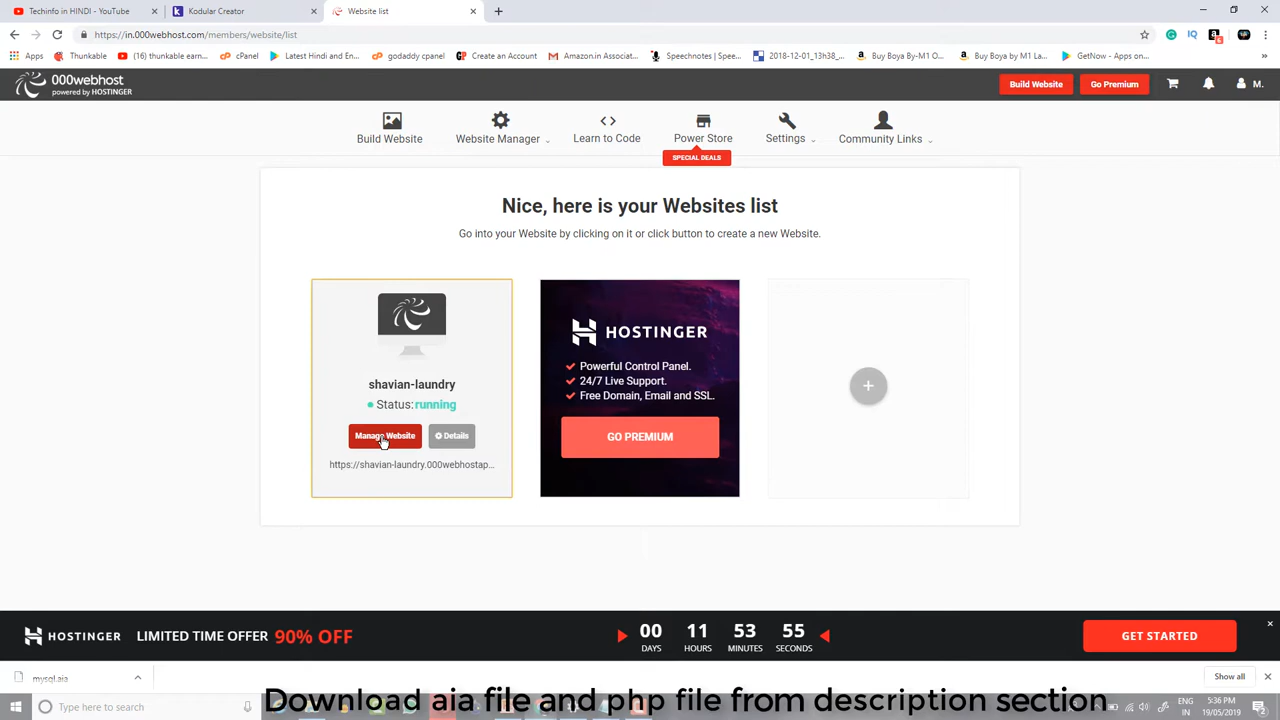 Techinfo in HINDI - YouTube
Kodular Creator
Website list
https://in.000webhost.com/members/website/list
Apps
Thunkable
(16) thunkable earn...
cPanel
Latest Hindi and En...
godaddy cpanel
Create an Account
Amazon.in Associat...
Speechnotes | Spee...
2018-12-01_13h38_...
Buy Boya By-M1 O...
Buy Boya by M1 La...
GetNow - Apps on...
000webhost
powered by HOSTINGER
Build Website
Go Premium
M.
Build Website
Website Manager
Learn to Code
Power Store
Settings
Community Links
SPECIAL DEALS
Nice, here is your Websites list
Go into your Website by clicking on it or click button to create a new Website.
shavian-laundry
Status: running
Manage Website
Details
https://shavian-laundry.000webhostap...
HOSTINGER
Powerful Control Panel.
24/7 Live Support.
Free Domain, Email and SSL.
GO PREMIUM
HOSTINGER
LIMITED TIME OFFER 90% OFF
00 11 53 55
DAYS HOURS MINUTES SECONDS
GET STARTED
mysql.aia
Show all
Type here to search
ENG
IN
5:36 PM
19/05/2019
Download aia file and php file from description section